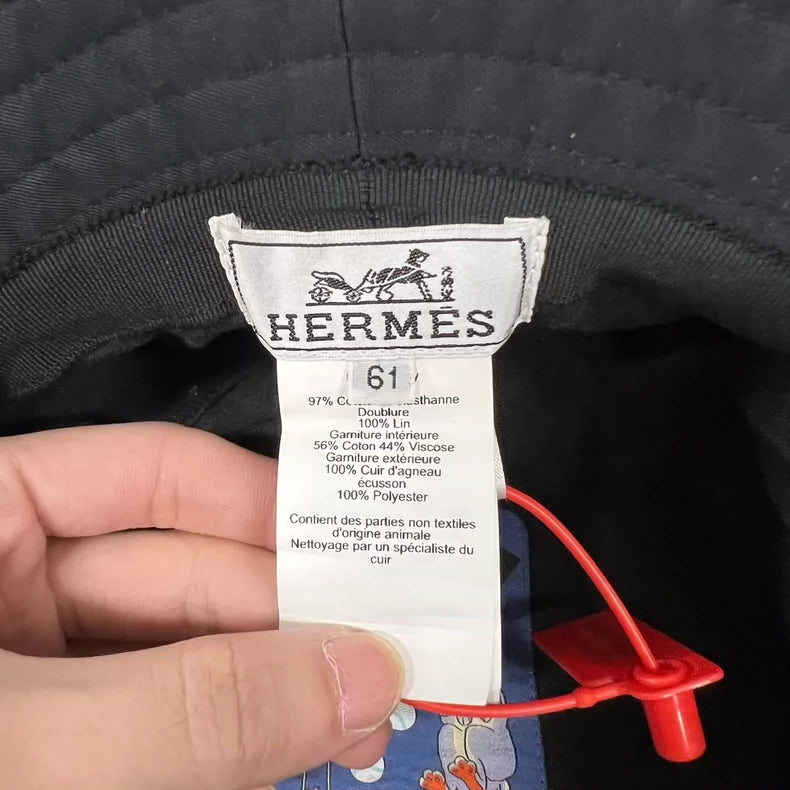 HERMÈS
61
97%
Doublure
100% Lin
Garniture intérieure
56% Coton 44% Viscose
Garniture extérieure
100% Cuir d'agneau
écusson
100% Polyester
Contient des parties non textiles
d'origine animale
Nettoyage par un spécialiste du
cuir